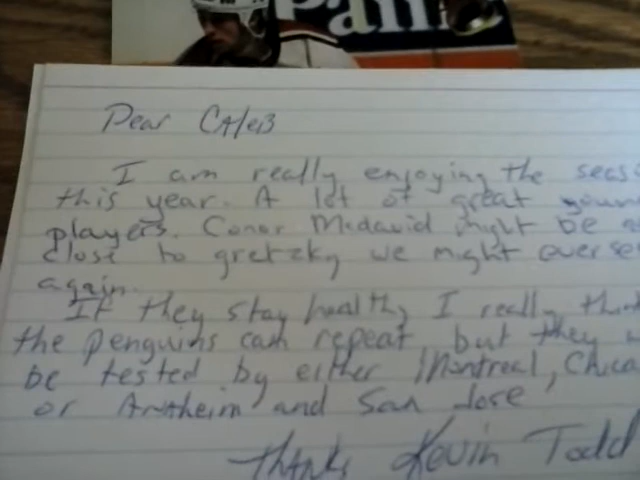 Dear Caleb
I am really enjoying the seas
this year. A lot of great youn
players. Conor Mcdavid might be as
close to gretzky we might ever se
again.
If they stay healthy I really think
the penguins can repeat, but they w
be tested by either Montreal, Chica
or Anaheim and San Jose
Thanks Kevin Todd